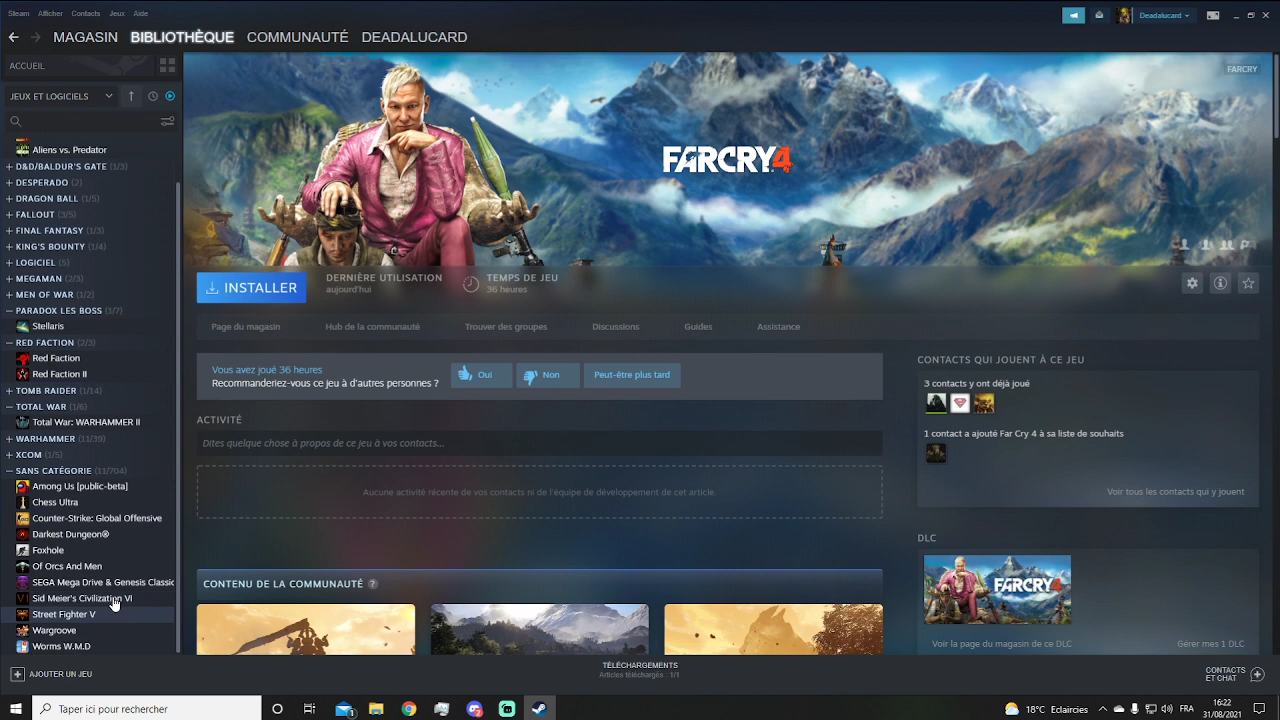 Steam Afficher Contacts Jeux Aide
Deadalucard
MAGASIN BIBLIOTHÈQUE COMMUNAUTÉ DEADALUCARD
ACCUEIL
JEUX ET LOGICIELS
Aliens vs. Predator
D&D/BALDUR'S GATE (1/3)
DESPERADO (2)
DRAGON BALL (1/5)
FALLOUT (3/5)
FINAL FANTASY (1/3)
KING'S BOUNTY (1/4)
LOGICIEL (5)
MEGAMAN (2/3)
MEN OF WAR (1/2)
PARADOX LES BOSS (1/7)
Stellaris
RED FACTION (2/3)
Red Faction
Red Faction II
TOMB RAIDER (1/14)
TOTAL WAR (1/6)
Total War: WARHAMMER II
WARHAMMER (11/39)
XCOM (1/5)
SANS CATÉGORIE (11/704)
Among Us [public-beta]
Chess Ultra
Counter-Strike: Global Offensive
Darkest Dungeon®
Foxhole
Of Orcs And Men
SEGA Mega Drive & Genesis Classic
Sid Meier's Civilization VI
Street Fighter V
Wargroove
Worms W.M.D
AJOUTER UN JEU
FARCRY
FARCRY4
INSTALLER
DERNIÈRE UTILISATION
aujourd'hui
TEMPS DE JEU
36 heures
Page du magasin Hub de la communauté Trouver des groupes Discussions Guides Assistance
Vous avez joué 36 heures
Recommanderiez-vous ce jeu à d'autres personnes ?
Oui Non Peut-être plus tard
ACTIVITÉ
Dites quelque chose à propos de ce jeu à vos contacts...
Aucune activité récente de vos contacts ni de l'équipe de développement de cet article.
CONTENU DE LA COMMUNAUTÉ ?
CONTACTS QUI JOUENT À CE JEU
3 contacts y ont déjà joué
1 contact a ajouté Far Cry 4 à sa liste de souhaits
Voir tous les contacts qui y jouent
DLC
FARCRY4
Voir la page du magasin de ce DLC Gérer mes 1 DLC
TÉLÉCHARGEMENTS
Articles téléchargés : 1/1
CONTACTS
ET CHAT
Taper ici pour rechercher
1
2
18°C Éclaircies
FRA
16:22
31/08/2021